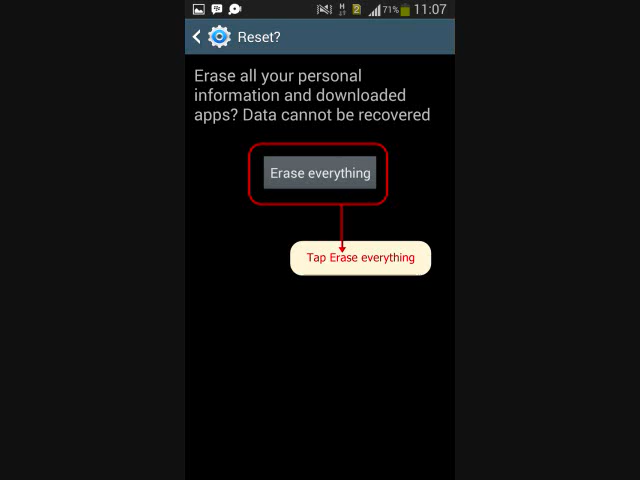 71% 11:07
Reset?
Erase all your personal
information and downloaded
apps? Data cannot be recovered
Erase everything
Tap Erase everything